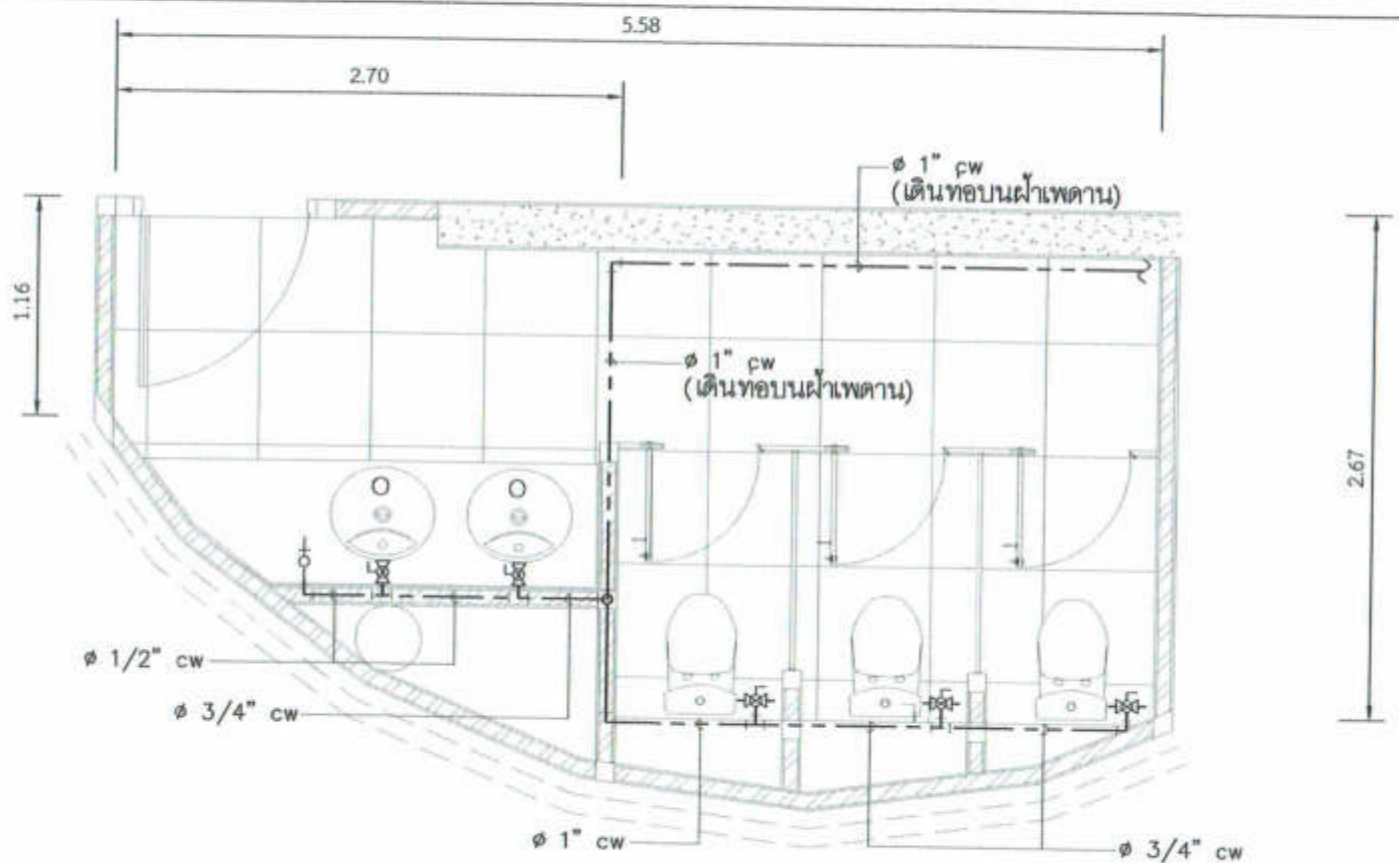 5.58
2.70
ø 1" cw
(เดินท่อบนฝ้าเพดาน)
1.16
ø 1" cw
(เดินท่อบนฝ้าเพดาน)
2.67
ø 1/2" cw
ø 3/4" cw
ø 1" cw
ø 3/4" cw